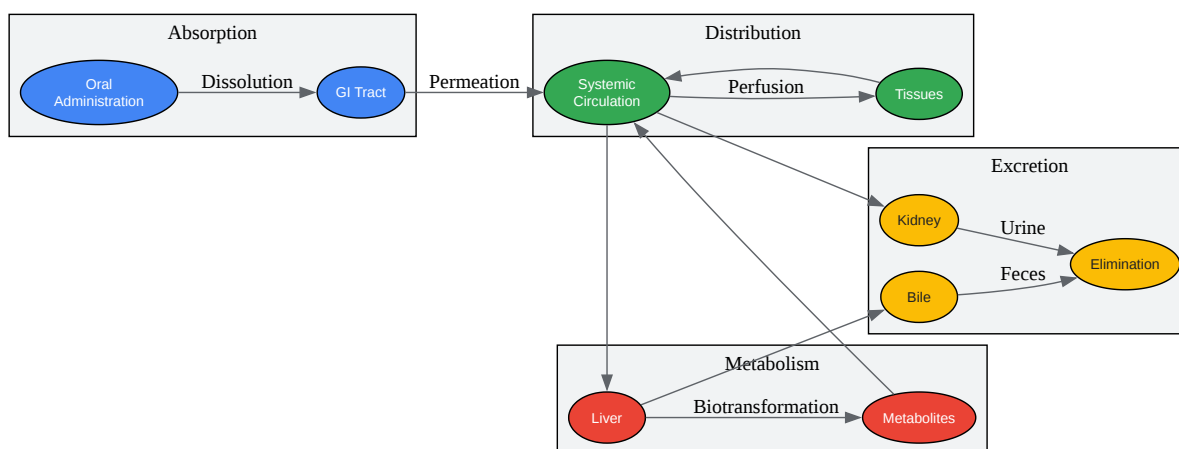 Absorption
Oral
Administration
Dissolution
GI Tract
Permeation
Distribution
Systemic
Circulation
Perfusion
Tissues
Excretion
Kidney
Urine
Elimination
Feces
Bile
Metabolism
Liver
Biotransformation
Metabolites